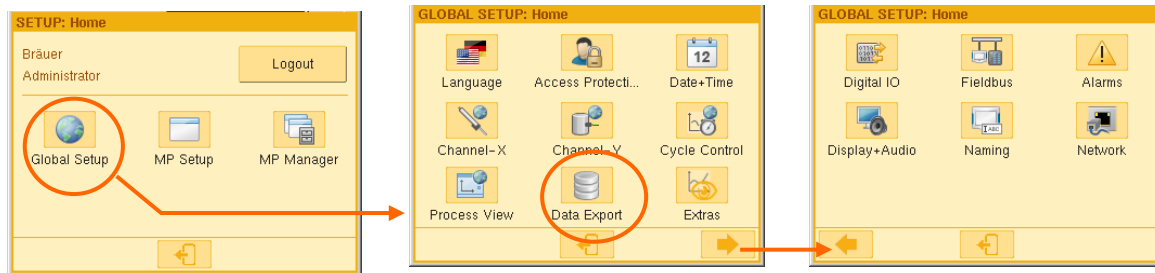 SETUP: Home
Bräuer
Administrator
Logout
Global Setup
MP Setup
MP Manager
GLOBAL SETUP: Home
12
Language
Access Protecti...
Date+Time
Channel-X
Channel-Y
Cycle Control
Process View
Data Export
Extras
GLOBAL SETUP: Home
Digital IO
Fieldbus
Alarms
Display+Audio
Naming
Network